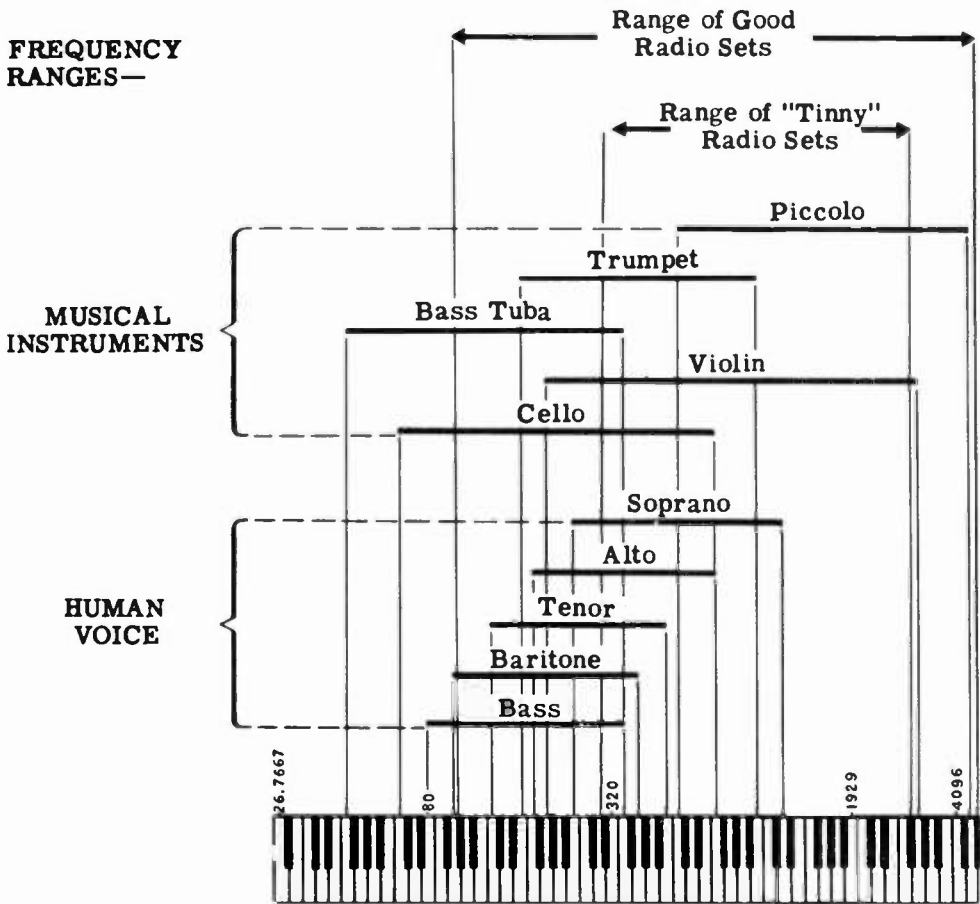 FREQUENCY
RANGES—
Range of Good
Radio Sets
Range of "Tinny"
Radio Sets
Piccolo
Trumpet
MUSICAL
INSTRUMENTS
Bass Tuba
Violin
Cello
Soprano
Alto
HUMAN
VOICE
Tenor
Baritone
Bass
26.7667
80
320
1929
4096